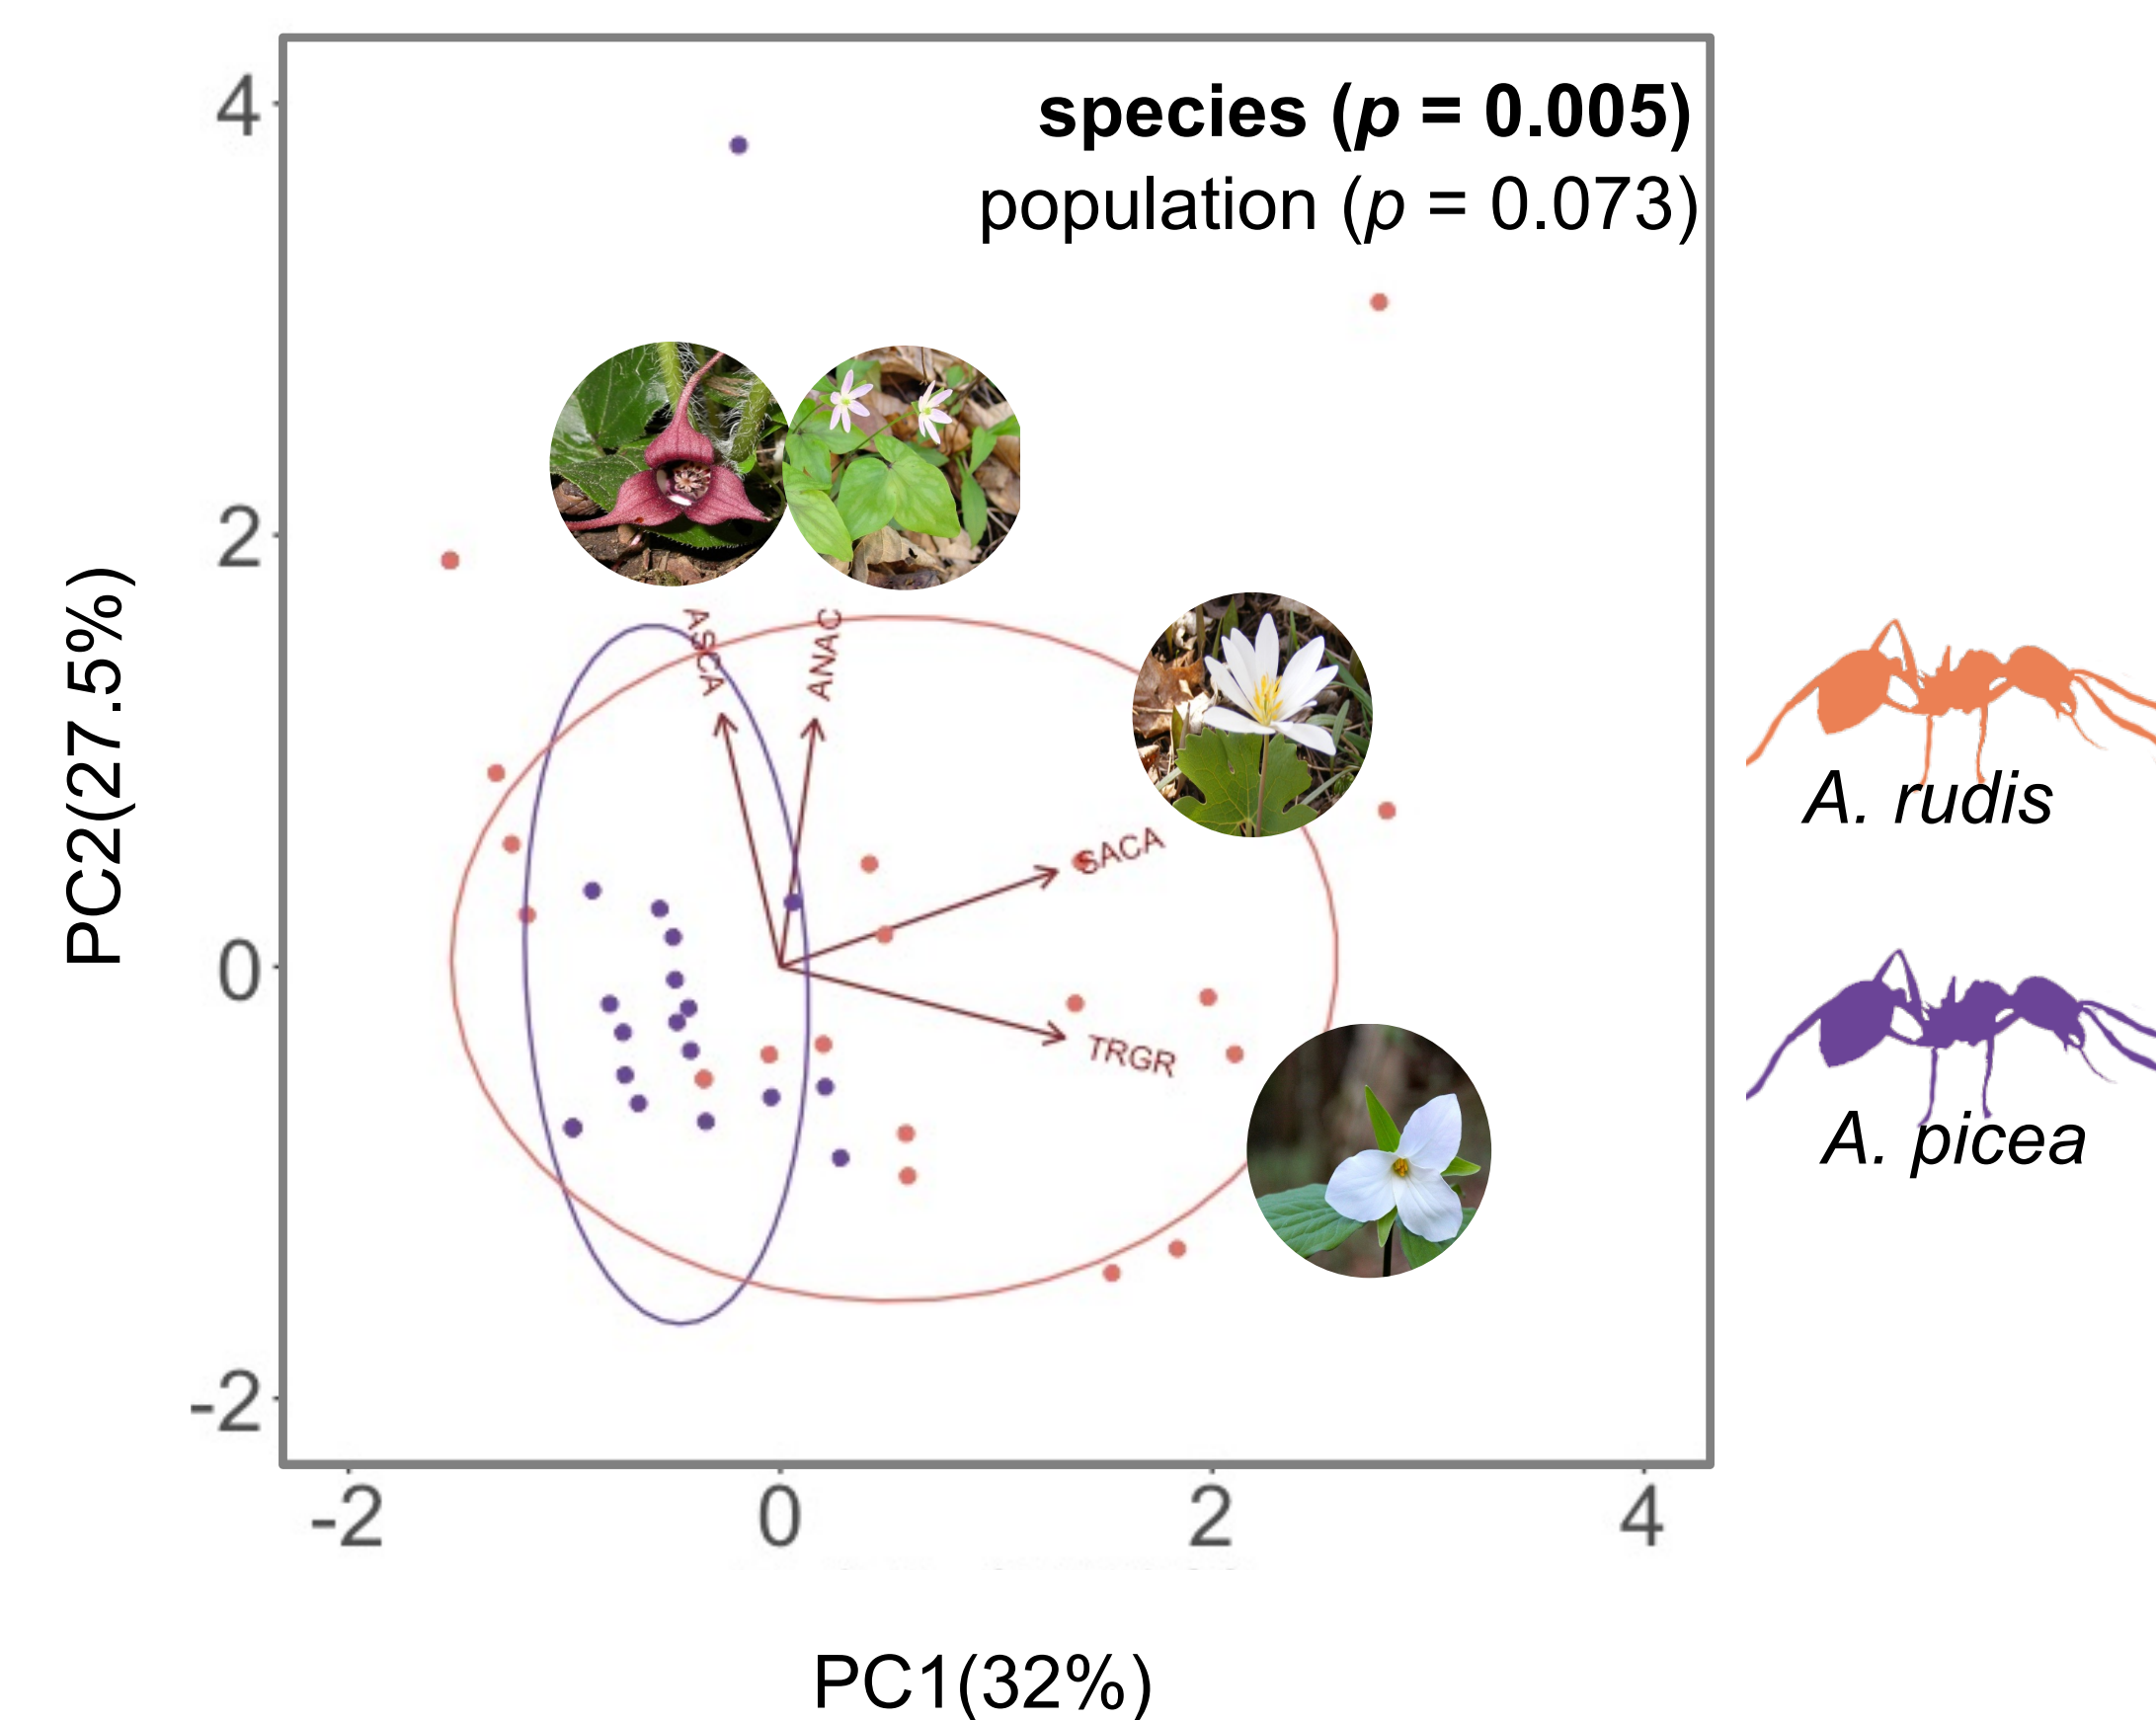 species (p = 0.005)
population (p = 0.073)
4
2
0
-2
PC2(27.5%)
ASCA
ANAC
SACA
TRGR
A. rudis
A. picea
-2
0
2
4
PC1(32%)